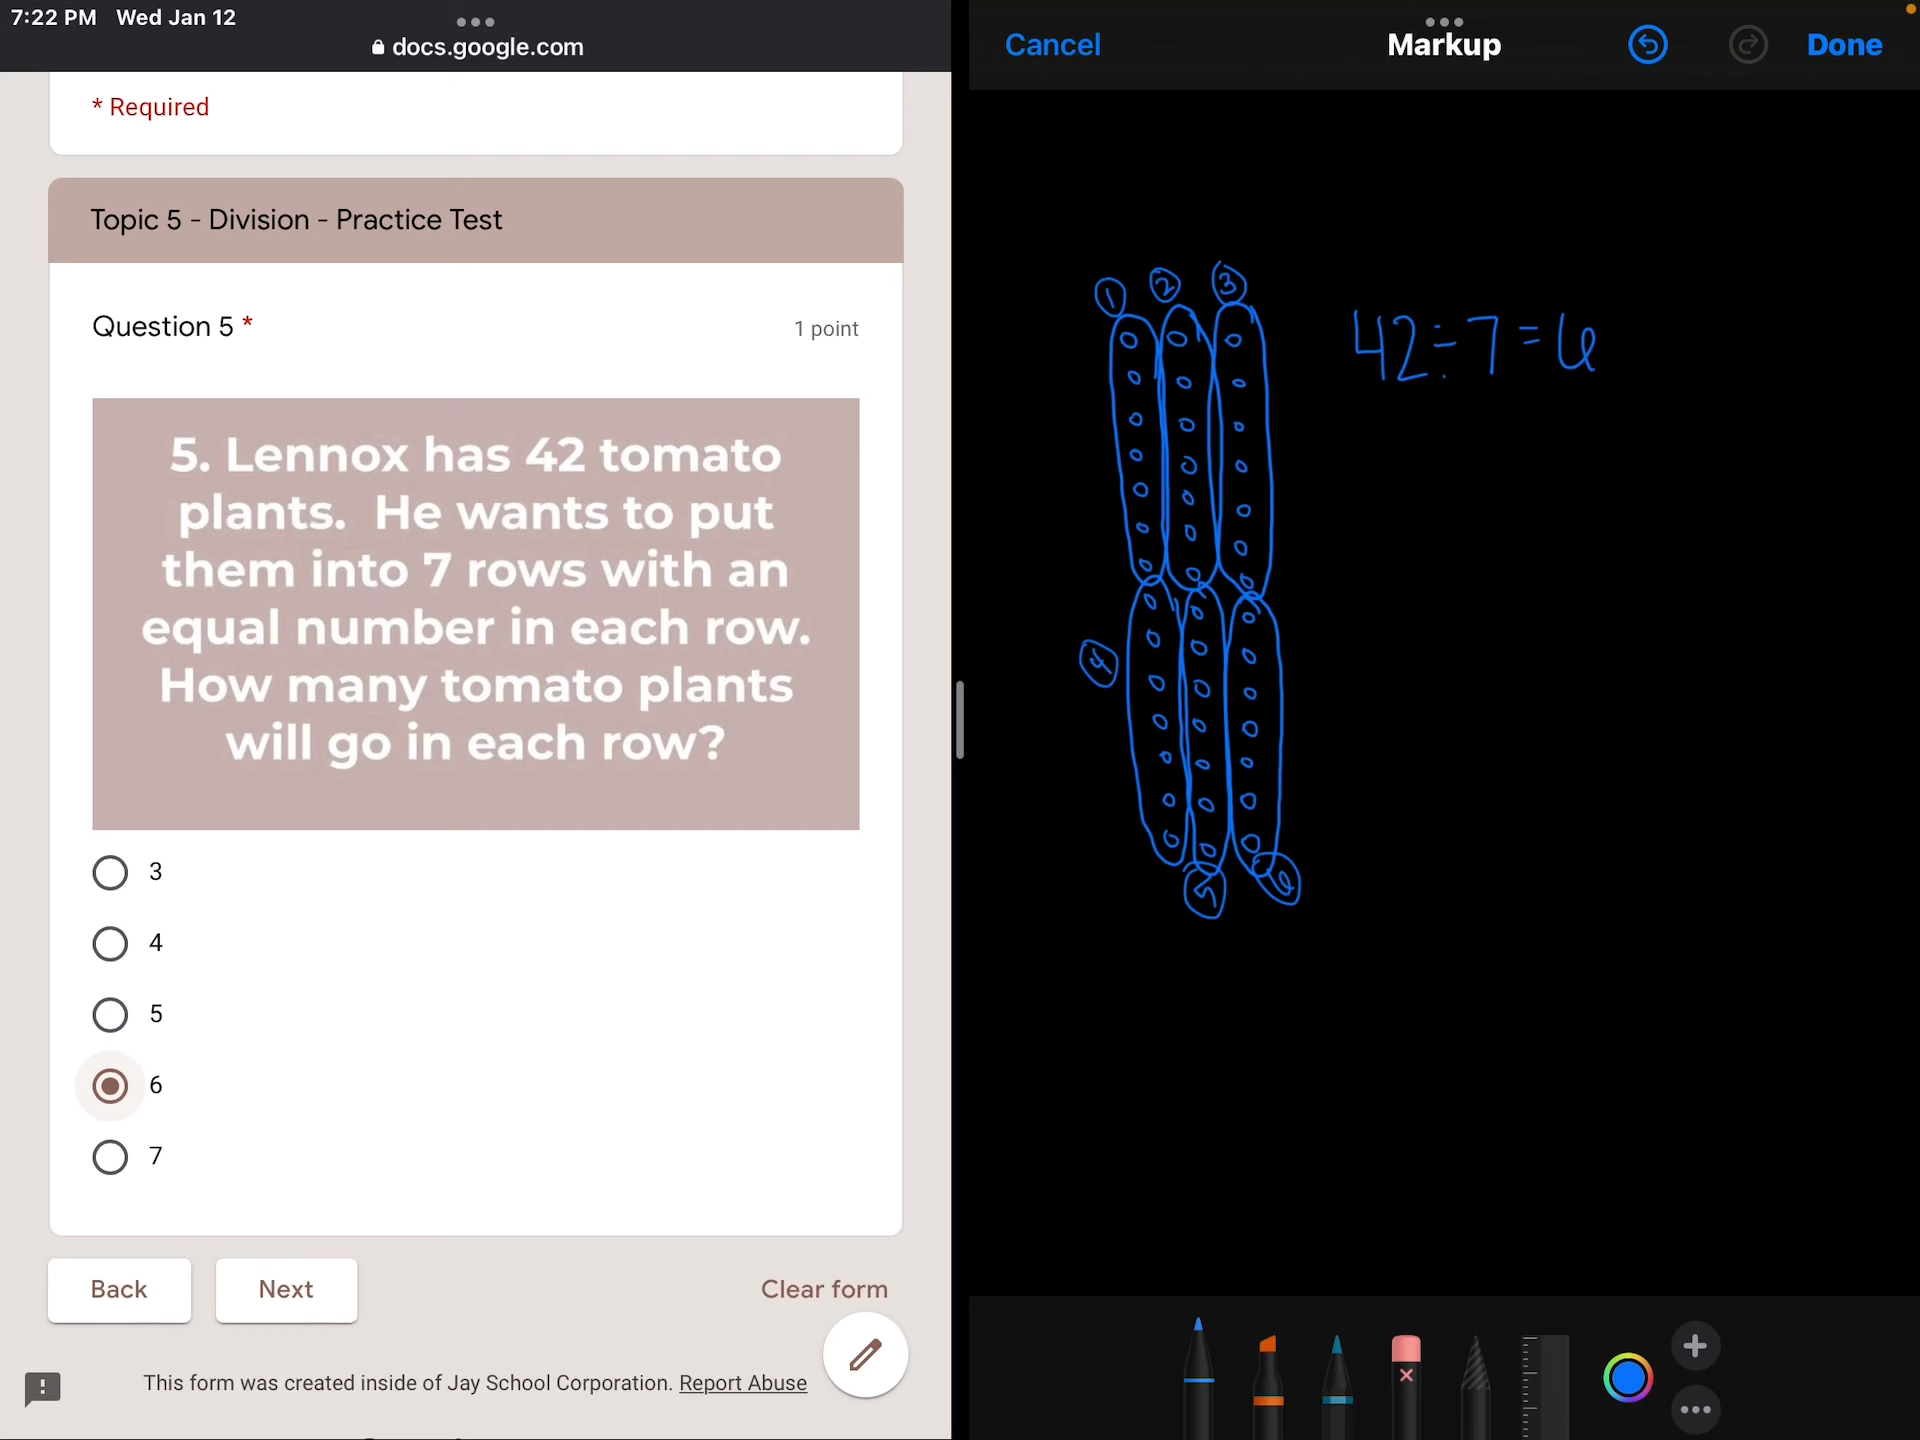 7:22 PM Wed Jan 12
docs.google.com
* Required
Topic 5 - Division - Practice Test
Question 5 *
1 point
5. Lennox has 42 tomato
plants. He wants to put
them into 7 rows with an
equal number in each row.
How many tomato plants
will go in each row?
3
4
5
6
7
Back
Next
Clear form
This form was created inside of Jay School Corporation. Report Abuse
Cancel
Markup
Done
1 2 3
42÷7=6
4
5
6